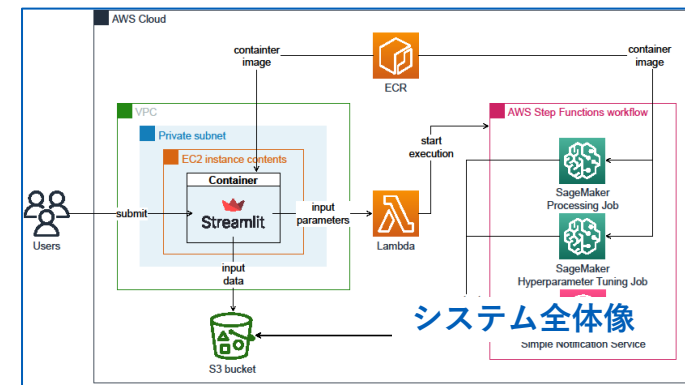 AWS Cloud
containter
image
ECR
container
image
VPC
Private subnet
EC2 instance contents
Container
Streamlit
Users
submit
input
parameters
Lambda
start
execution
AWS Step Functions workflow
SageMaker
Processing Job
SageMaker
Hyperparameter Tuning Job
input
data
S3 bucket
システム全体像
Simple Notification Service